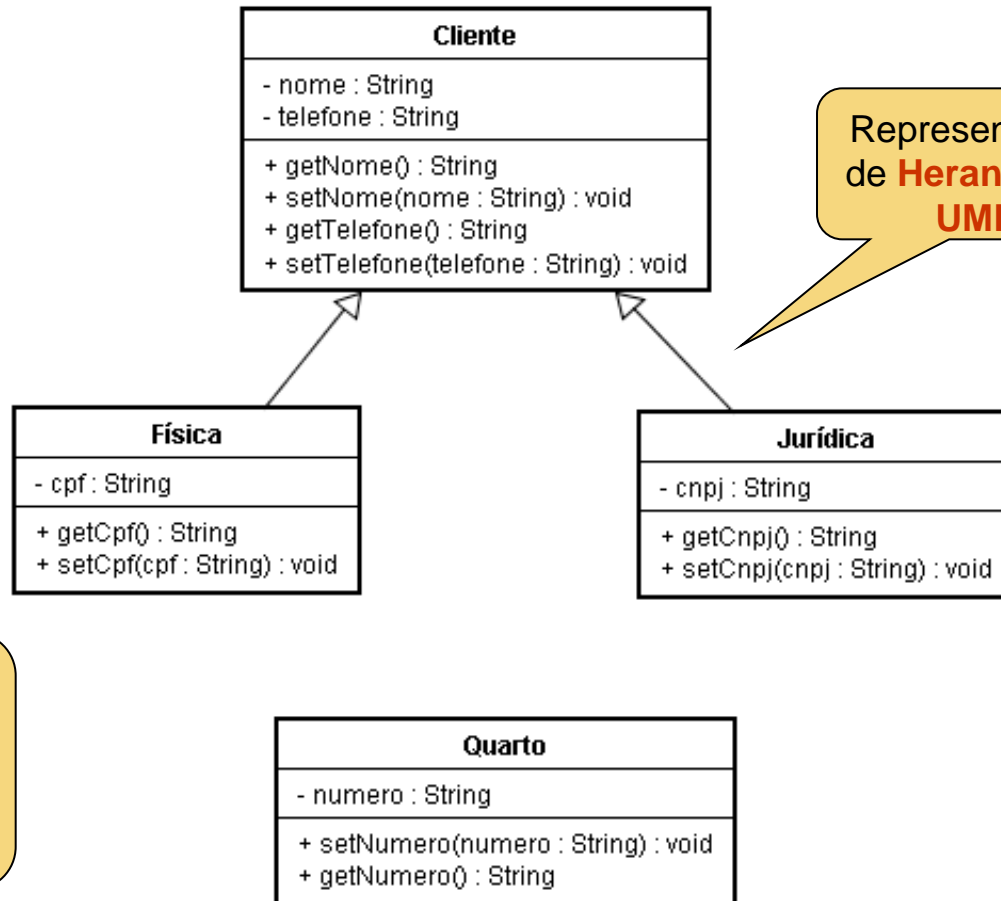 Cliente
- nome : String
- telefone : String
+ getNome() : String
+ setNome(nome : String) : void
+ getTelefone() : String
+ setTelefone(telefone : String) : void
de
Física
- cpf : String
+ getCpf() : String
+ setCpf(cpf : String) : void
Jurídica
- cnpj : String
+ getCnpj() : String
+ setCnpj(cnpj : String) : void
Quarto
- numero : String
+ setNumero(numero : String) : void
+ getNumero() : String